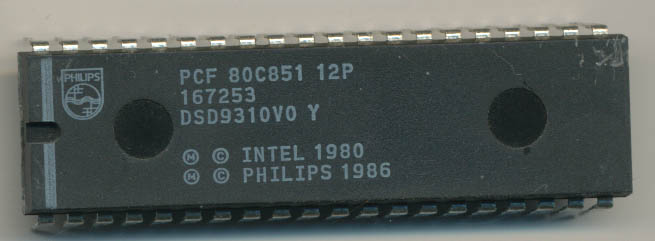 PHILIPS
PCF 80C851 12P
167253
DSD9310V0 Y
Ⓜ © INTEL 1980
Ⓜ © PHILIPS 1986